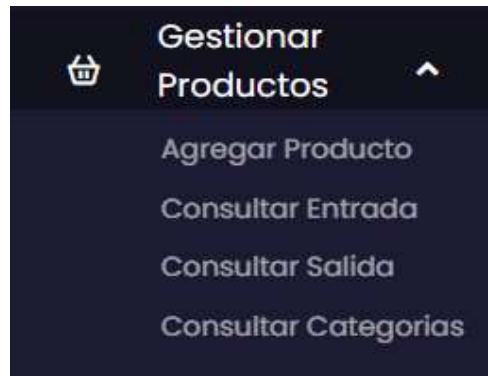 Gestionar
Productos
Agregar Producto
Consultar Entrada
Consultar Salida
Consultar Categorias